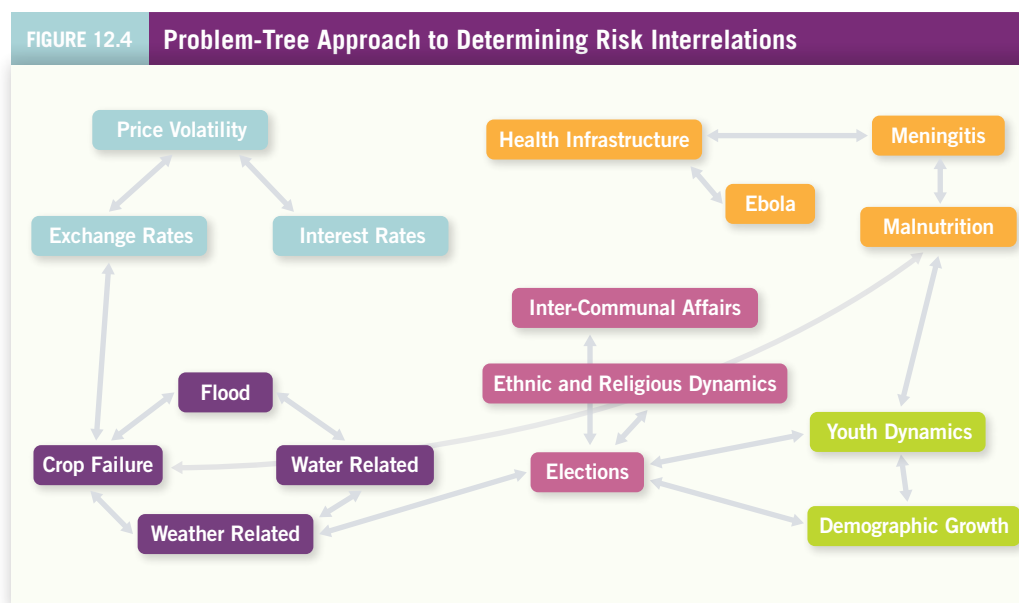 FIGURE 12.4 Problem-Tree Approach to Determining Risk Interrelations
Price Volatility
Exchange Rates
Interest Rates
Health Infrastructure
Meningitis
Ebola
Malnutrition
Inter-Communal Affairs
Ethnic and Religious Dynamics
Elections
Flood
Crop Failure
Water Related
Weather Related
Youth Dynamics
Demographic Growth